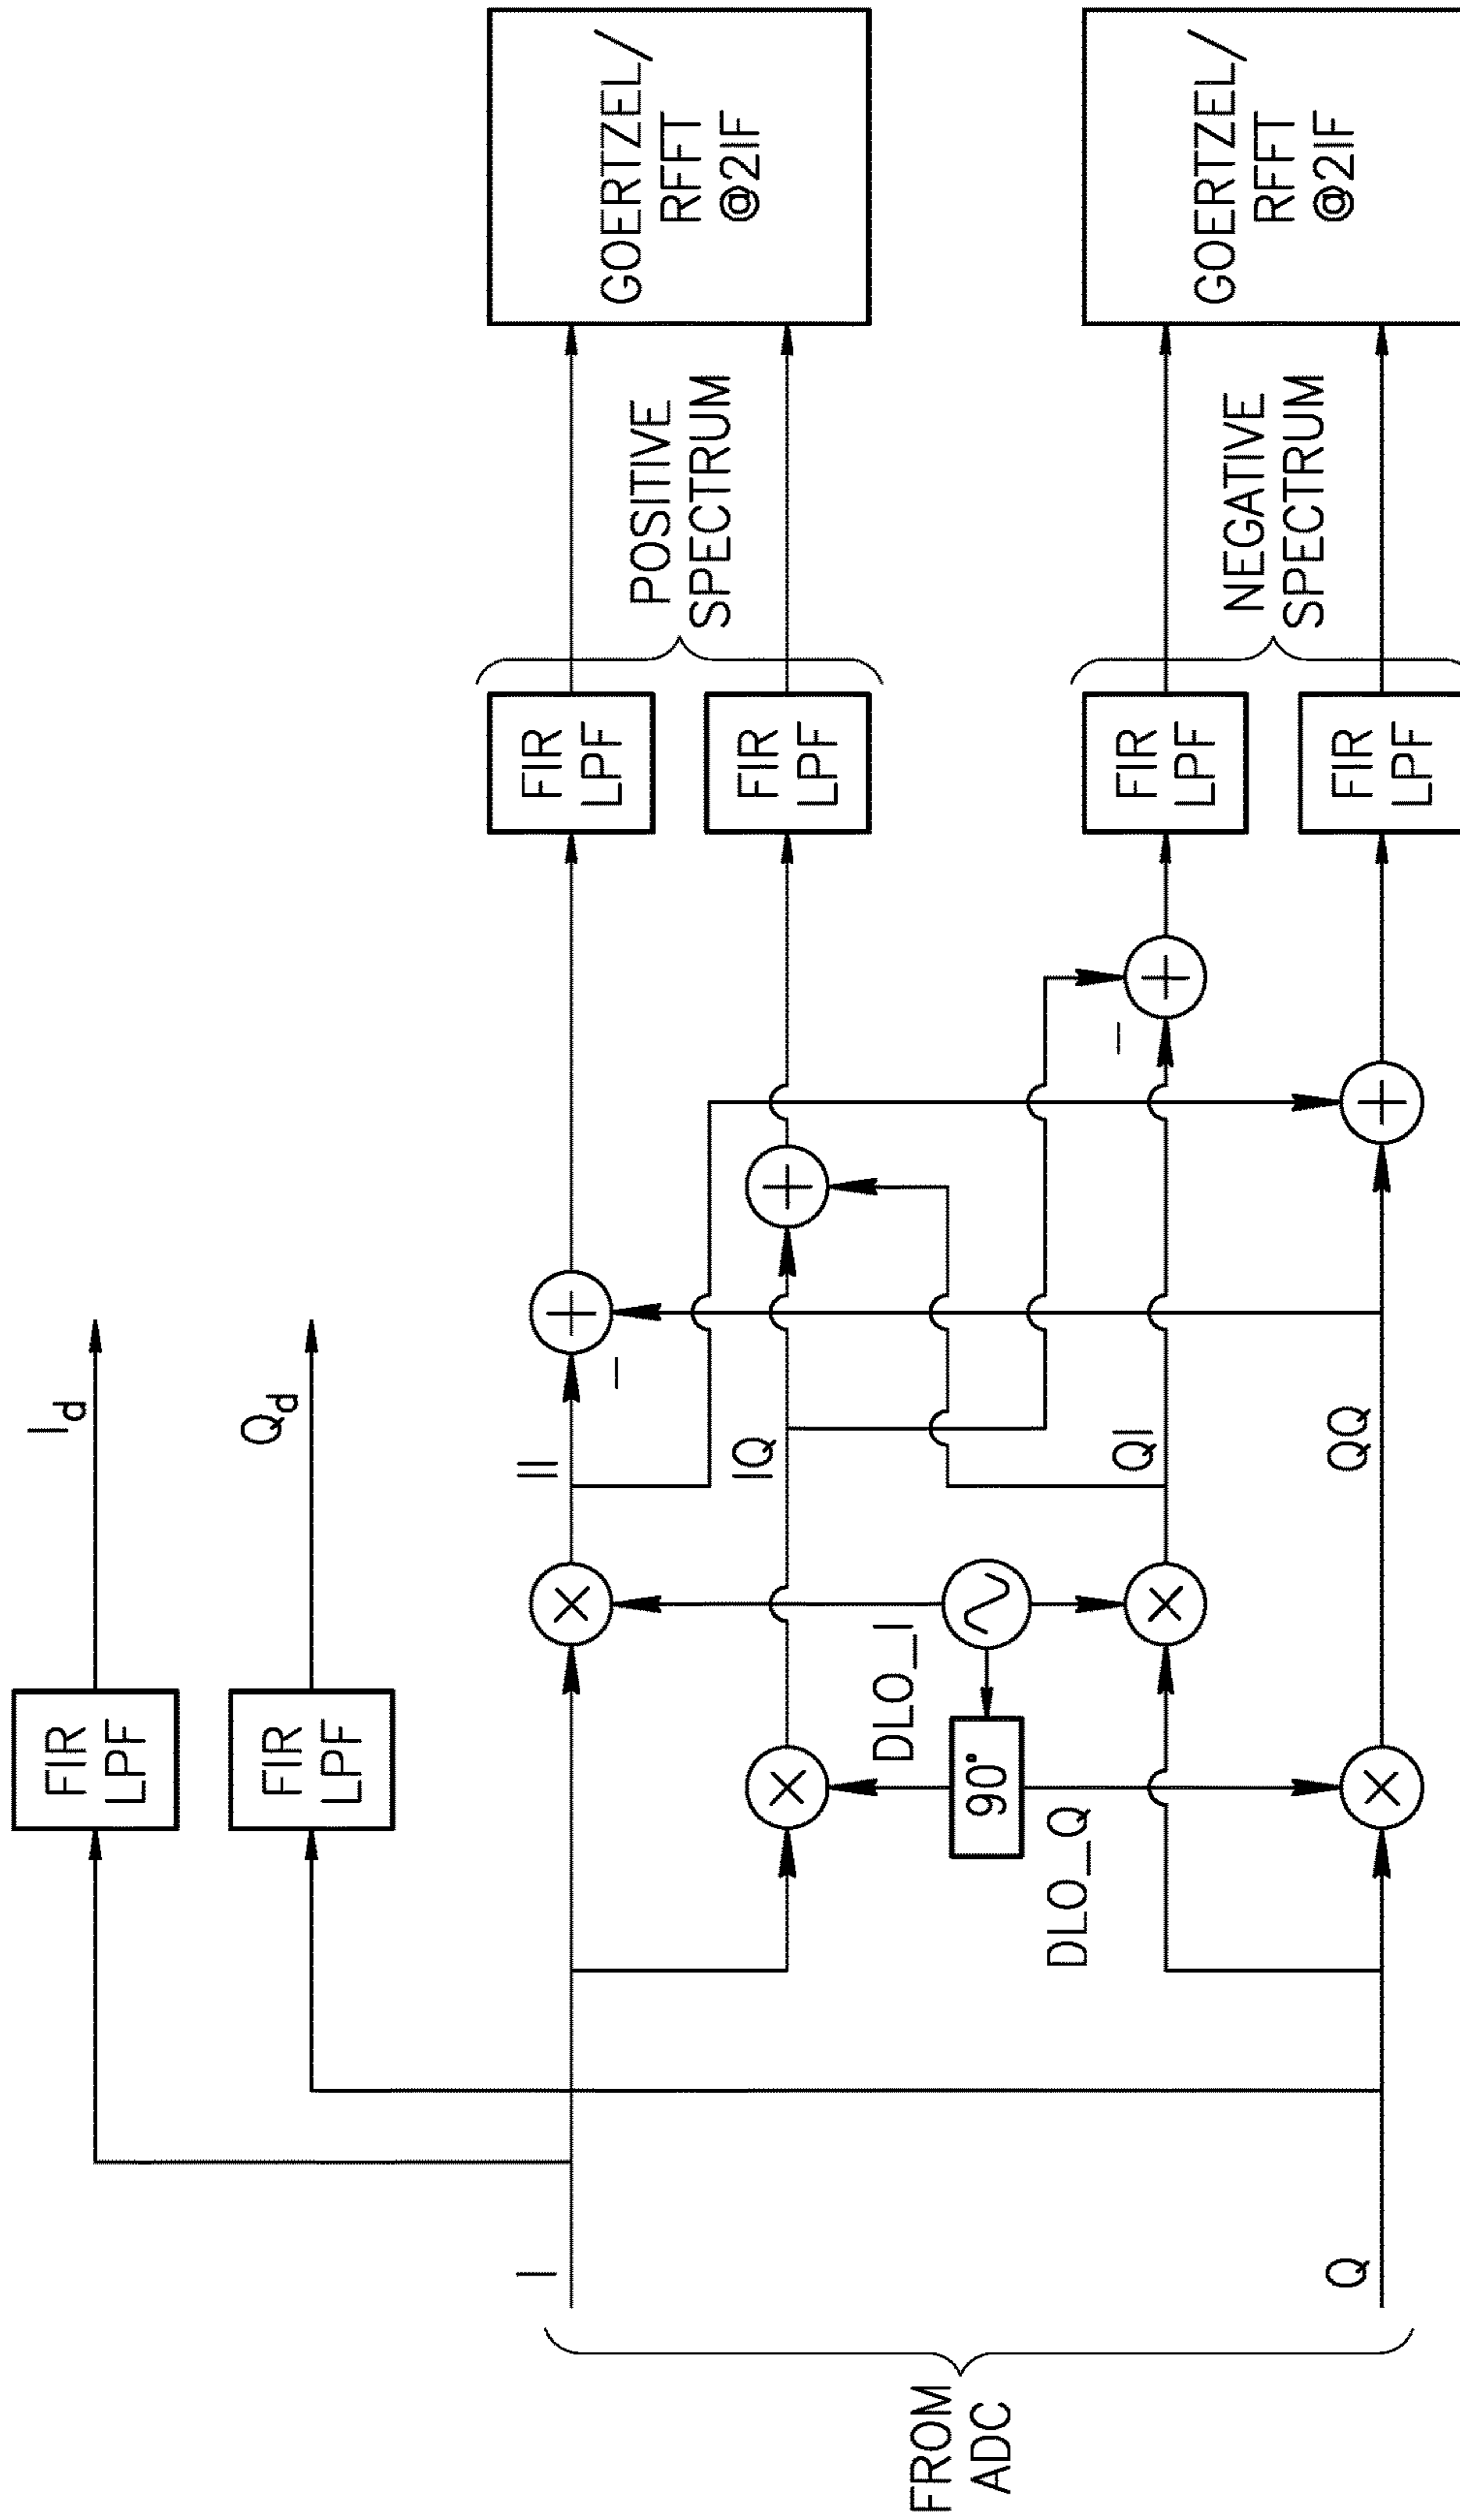 FIR
LPF
I_d
FIR
LPF
Q_d
FROM
ADC
I
II
FIR
LPF
IQ
FIR
LPF
POSITIVE
SPECTRUM
GOERTZEL/
RFFT
@2IF
DLO_I
90°
DLO_Q
–
–
QI
FIR
LPF
Q
QQ
FIR
LPF
NEGATIVE
SPECTRUM
GOERTZEL/
RFFT
@2IF